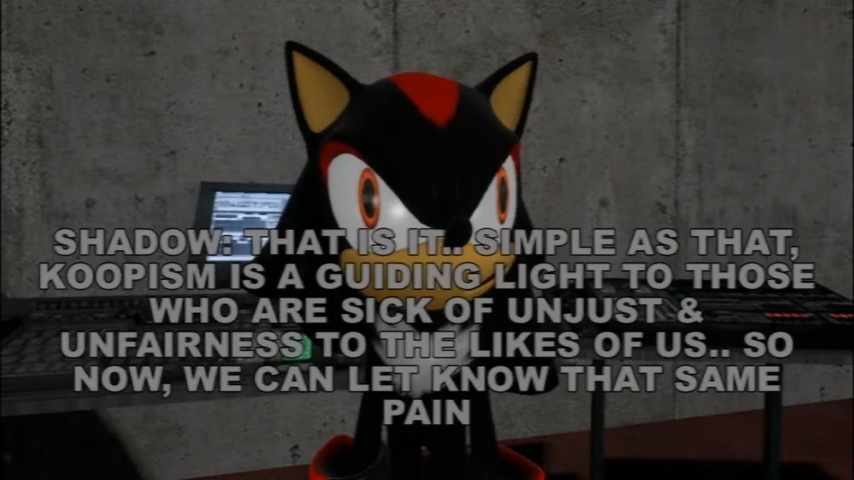 SHADOW: THAT IS IT.. SIMPLE AS THAT,
KOOPISM IS A GUIDING LIGHT TO THOSE
WHO ARE SICK OF UNJUST &
UNFAIRNESS TO THE LIKES OF US.. SO
NOW, WE CAN LET KNOW THAT SAME
PAIN